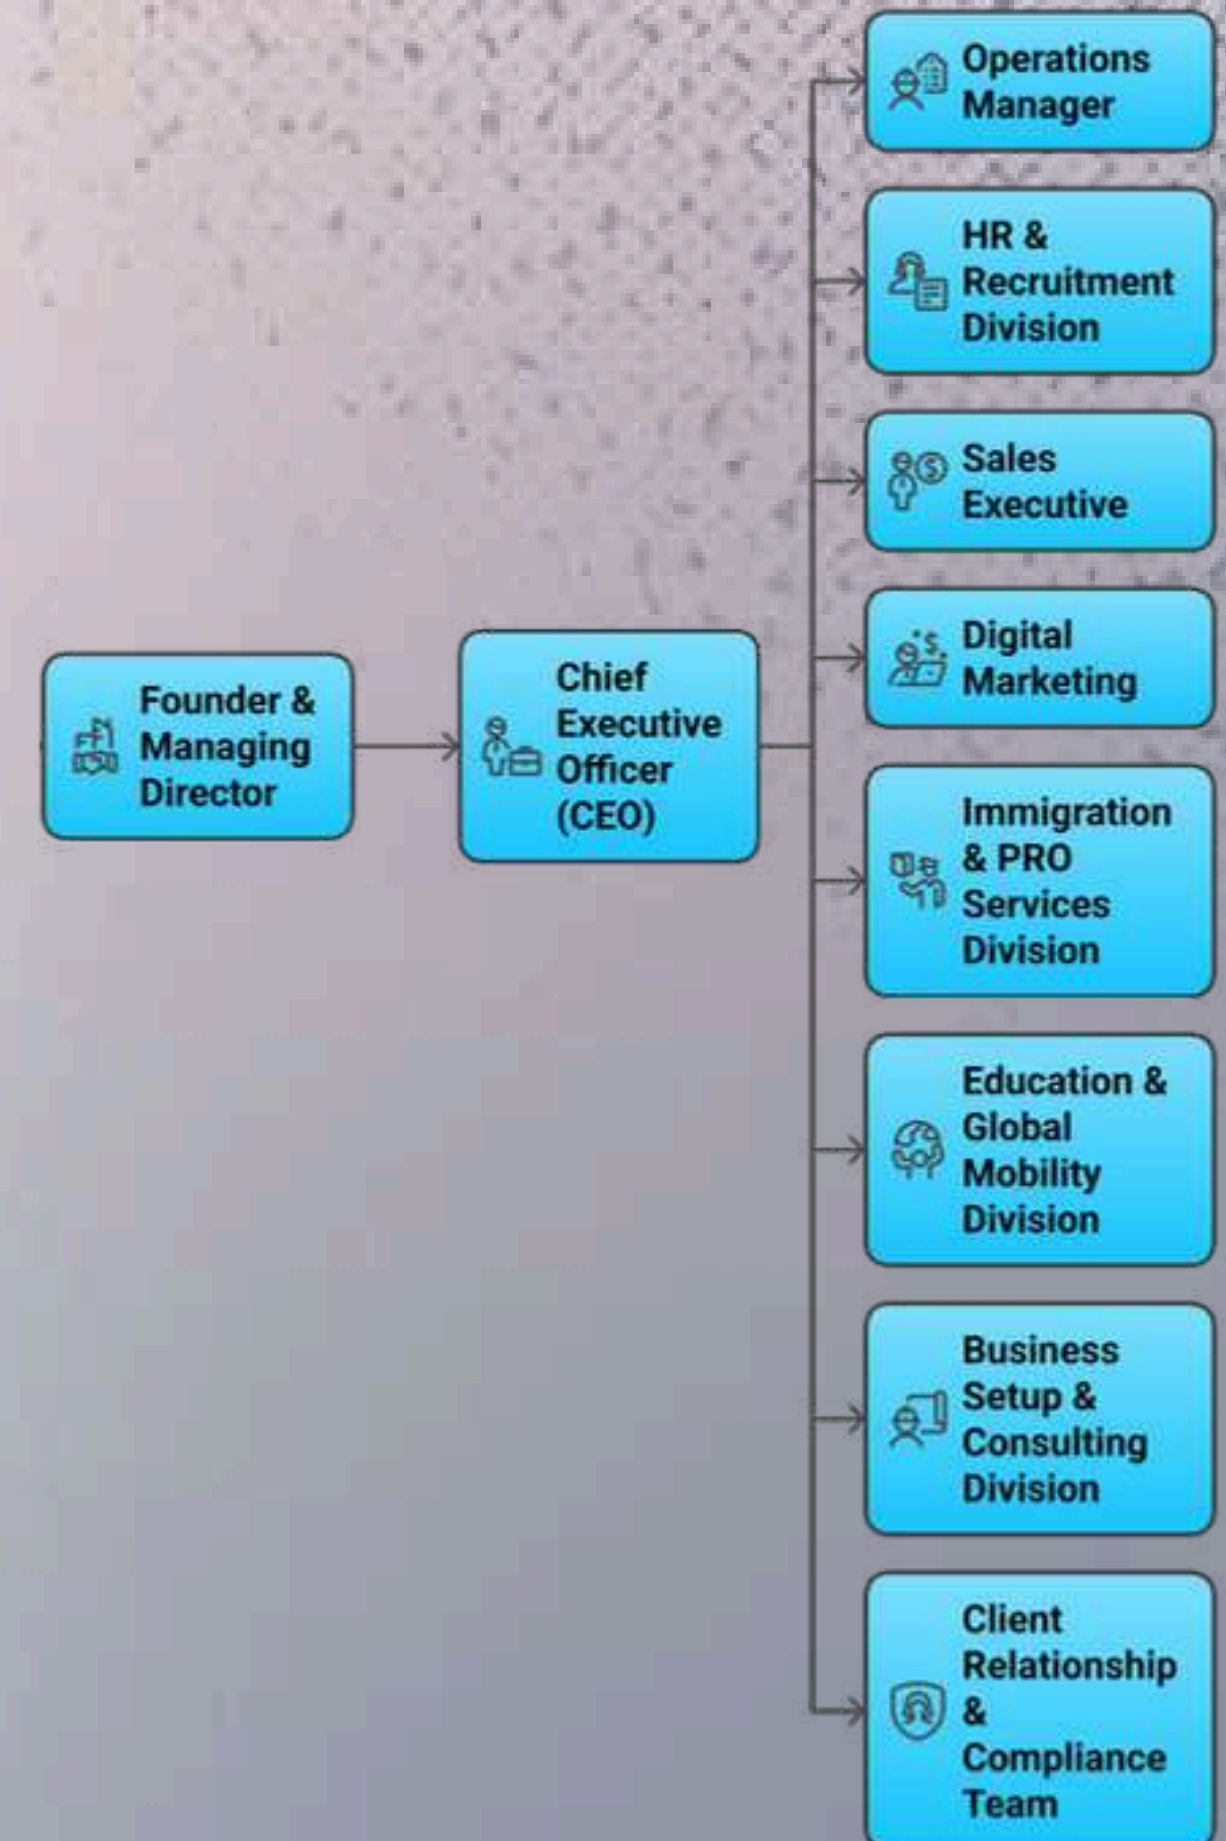 Founder &
Managing
Director
Chief
Executive
Officer
(CEO)
Operations
Manager
HR &
Recruitment
Division
Sales
Executive
Digital
Marketing
Immigration
& PRO
Services
Division
Education &
Global
Mobility
Division
Business
Setup &
Consulting
Division
Client
Relationship
&
Compliance
Team